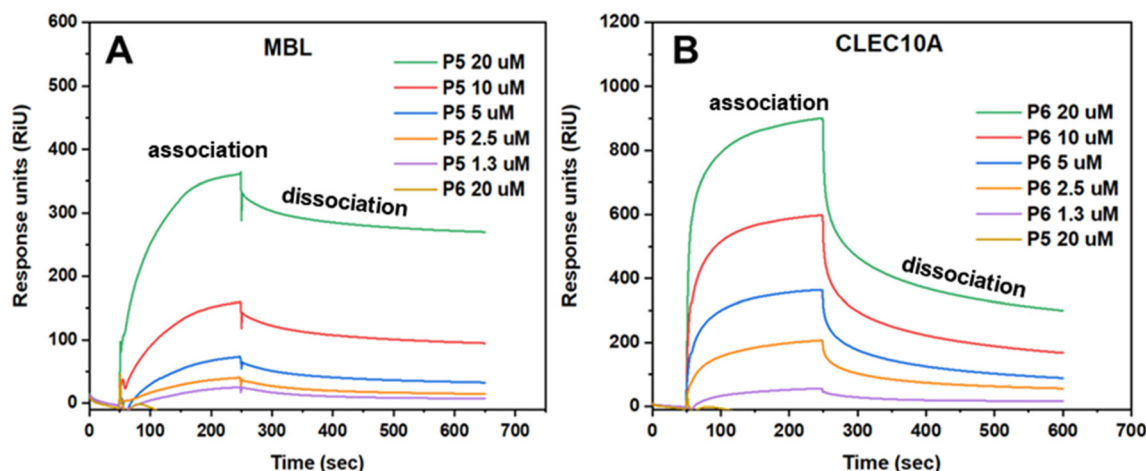 A
MBL
P5 20 uM
P5 10 uM
P5 5 uM
P5 2.5 uM
P5 1.3 uM
P6 20 uM
association
dissociation
Response units (RiU)
600
500
400
300
200
100
0
0 100 200 300 400 500 600 700
Time (sec)
B
CLEC10A
P6 20 uM
P6 10 uM
P6 5 uM
P6 2.5 uM
P6 1.3 uM
P5 20 uM
association
dissociation
Response units (RiU)
1200
1000
800
600
400
200
0
0 100 200 300 400 500 600 700
Time (sec)